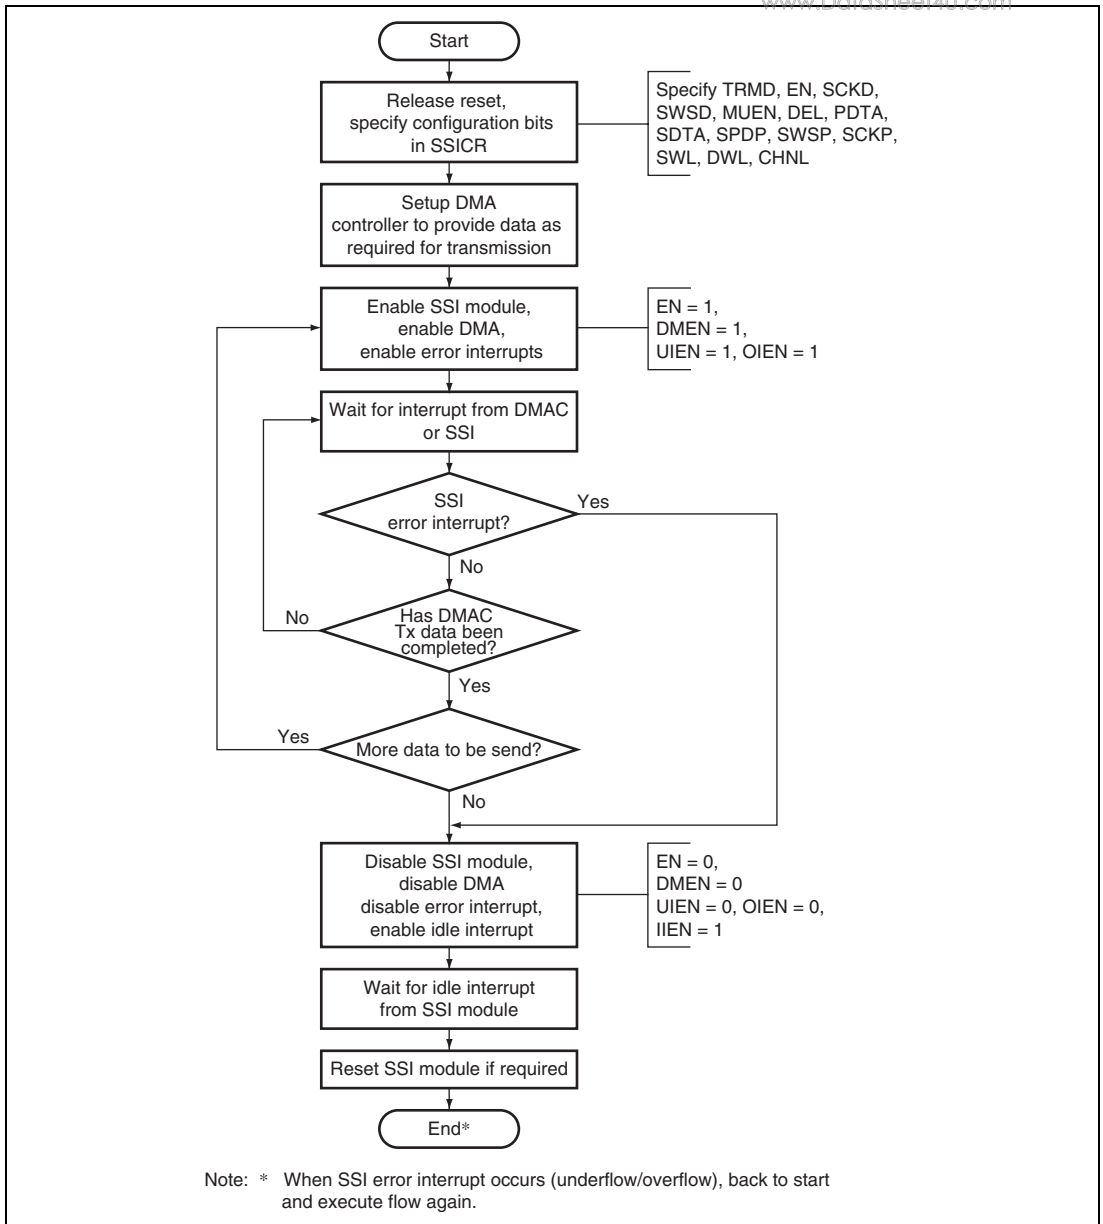 www.DataSheet4U.com
Start
Release reset,
specify configuration bits
in SSICR
Specify TRMD, EN, SCKD,
SWSD, MUEN, DEL, PDTA,
SDTA, SPDP, SWSP, SCKP,
SWL, DWL, CHNL
Setup DMA
controller to provide data as
required for transmission
Enable SSI module,
enable DMA,
enable error interrupts
EN = 1,
DMEN = 1,
UIEN = 1, OIEN = 1
Wait for interrupt from DMAC
or SSI
SSI
error interrupt?
Yes
No
Has DMAC
Tx data been
completed?
No
Yes
More data to be send?
Yes
No
Disable SSI module,
disable DMA
disable error interrupt,
enable idle interrupt
EN = 0,
DMEN = 0
UIEN = 0, OIEN = 0,
IIEN = 1
Wait for idle interrupt
from SSI module
Reset SSI module if required
End*
Note: * When SSI error interrupt occurs (underflow/overflow), back to start
and execute flow again.